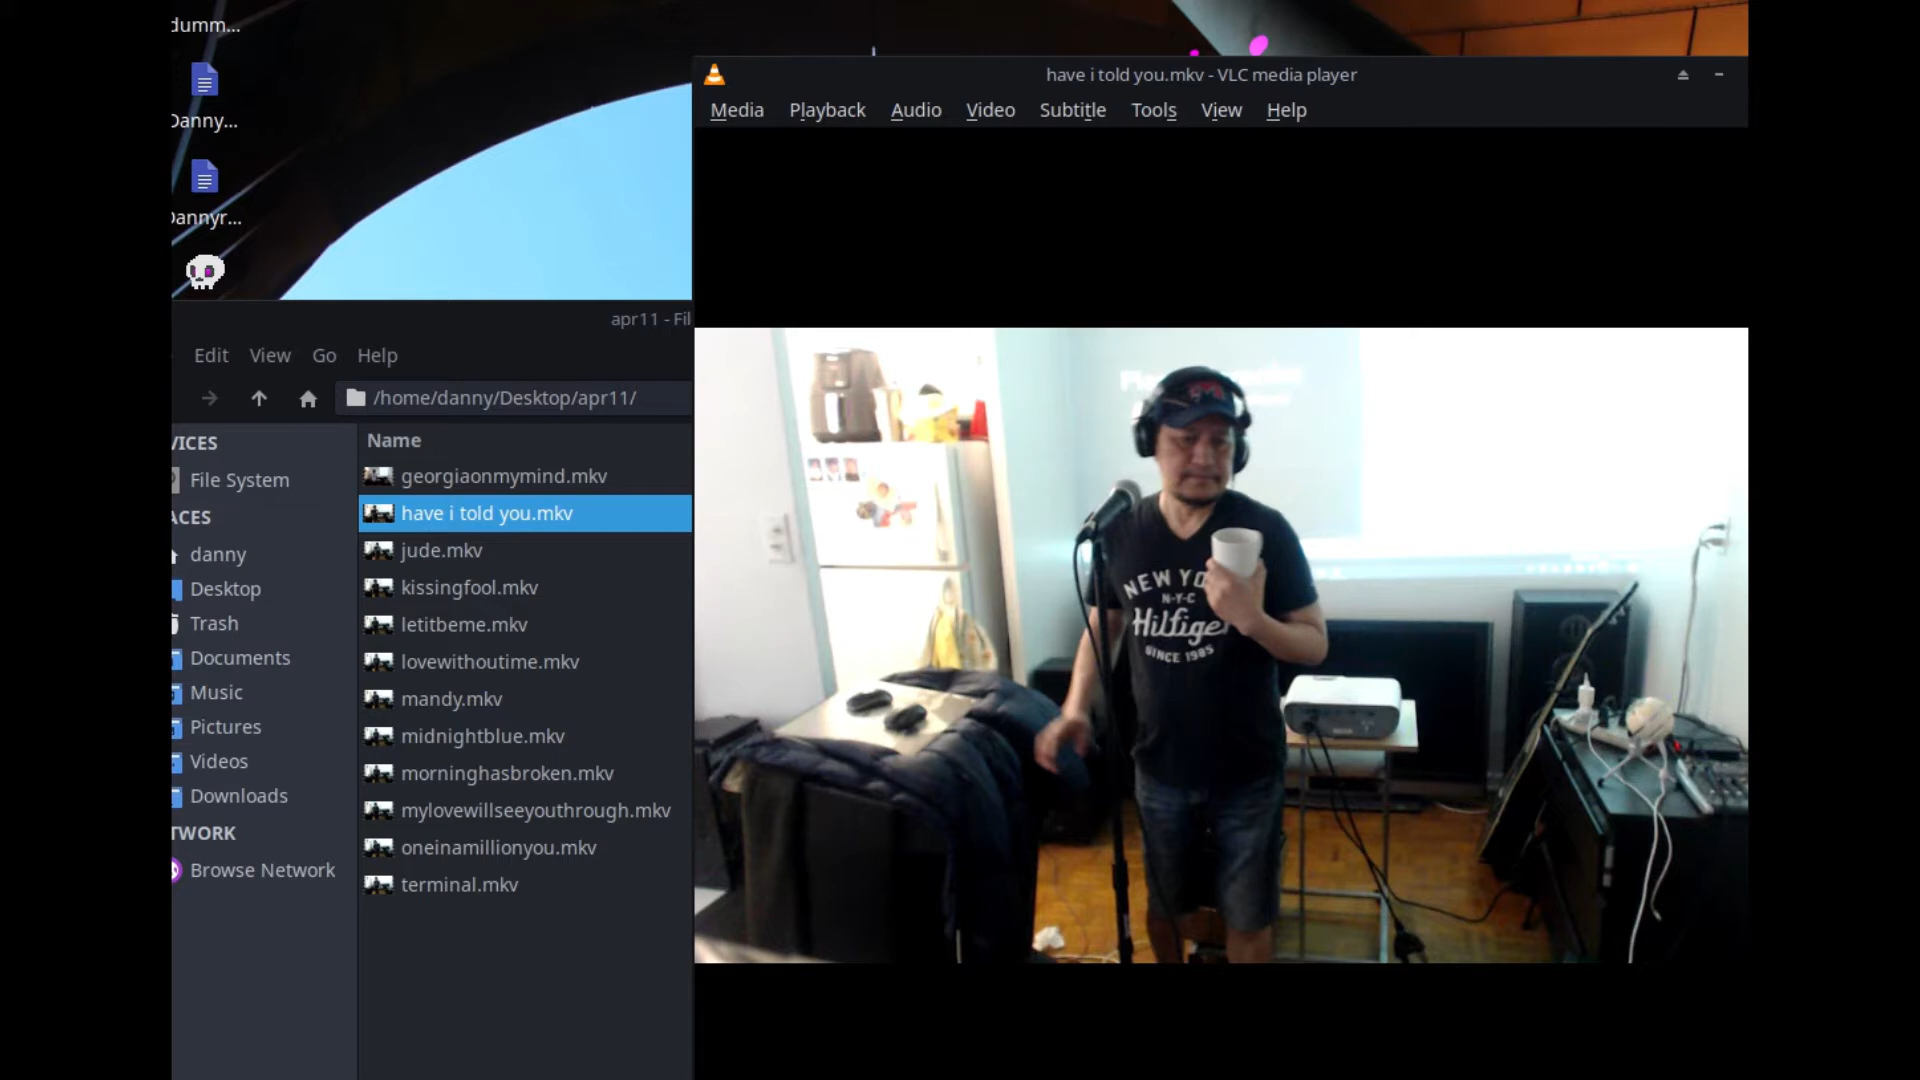 dumm...
Danny...
Dannyr...
have i told you.mkv - VLC media player
Media Playback Audio Video Subtitle Tools View Help
apr11 - Fil
Edit View Go Help
/home/danny/Desktop/apr11/
VICES
File System
ACES
danny
Desktop
Trash
Documents
Music
Pictures
Videos
Downloads
TWORK
Browse Network
Name
georgiaonmymind.mkv
have i told you.mkv
jude.mkv
kissingfool.mkv
letitbeme.mkv
lovewithoutime.mkv
mandy.mkv
midnightblue.mkv
morninghasbroken.mkv
mylovewillseeyouthrough.mkv
oneinamillionyou.mkv
terminal.mkv
NEW YO
N-Y-C
Hilfiger
SINCE 1985